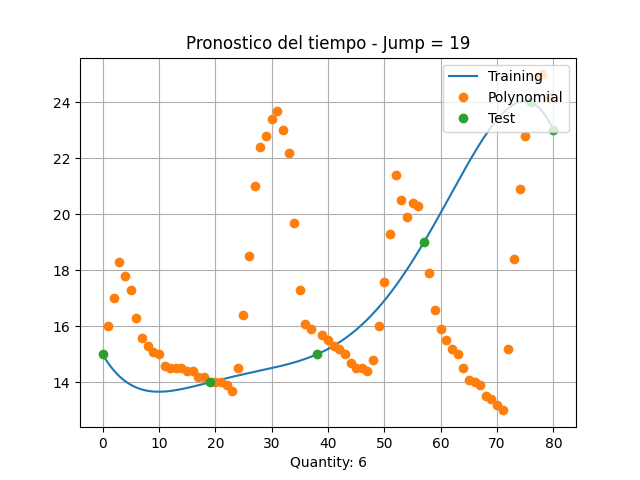 Pronostico del tiempo - Jump = 19
Training
Polynomial
Test
24
22
20
18
16
14
0 10 20 30 40 50 60 70 80
Quantity: 6